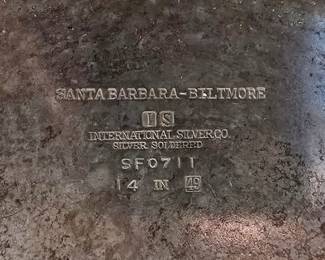 SANTA BARBARA-BILTMORE
IS
INTERNATIONAL SILVER CO.
SILVER SOLDERED
SF0711
14 IN 49